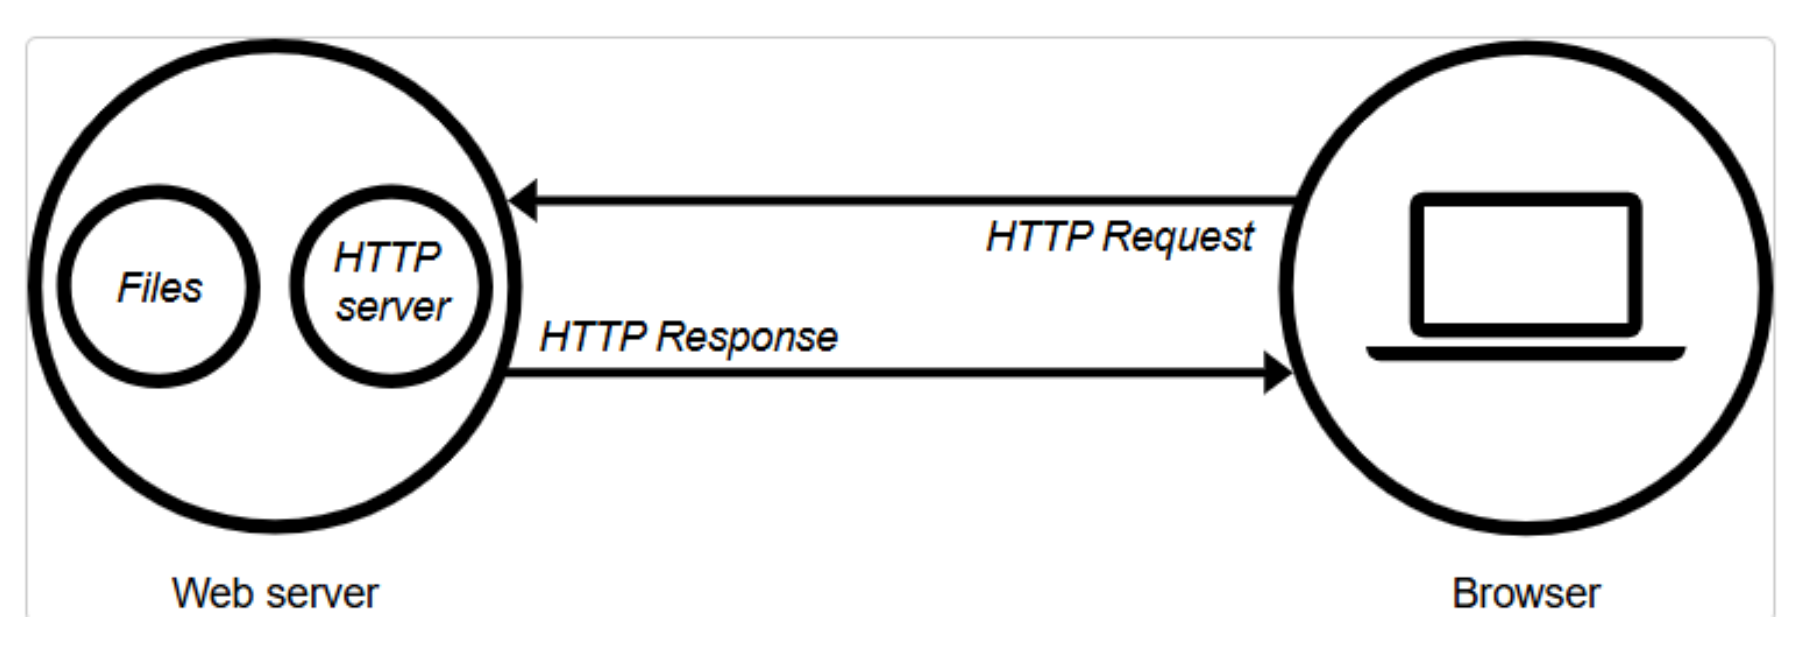 Files
HTTP
server
HTTP Request
HTTP Response
Web server
Browser